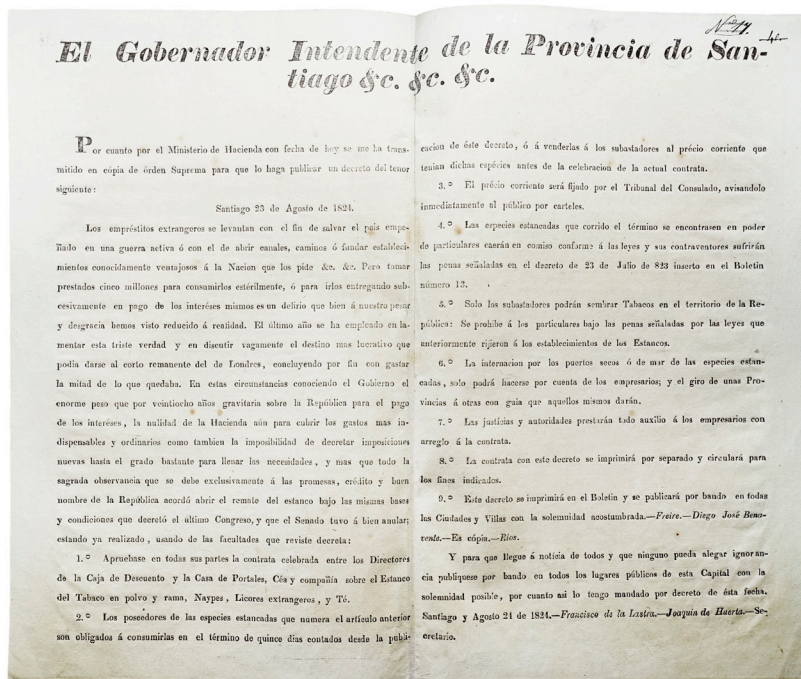 El Gobernador Intendente de la Provincia de San-
tiago &c. &c. &c.
Por cuanto por el Ministerio de Hacienda con fecha de hoy se me ha trans-
mitido en cópia de órden Suprema para que lo haga publicar un decreto del tenor
siguiente:
Santiago 23 de Agosto de 1824.
Los empréstitos extrangeros se levantan con el fin de salvar el pais empe-
ñado en una guerra activa ó con el de abrir canales, caminos ó fundar estableci-
mientos conocidamente ventajosos á la Nacion que los pide &c. &c. Pero tomar
prestados cinco millones para consumirlos estérilmente, ó para irlos entregando sub-
cesivamente en pago de los interéses mismos es un delirio que bien á nuestro pesar
y desgracia hemos visto reducido á realidad. El último año se ha empleado en la-
mentar esta triste verdad y en discutir vagamente el destino mas lucrativo que
podia darse al corto remanente del de Londres, concluyendo por fin con gastar
la mitad de lo que quedaba. En estas circunstancias conociendo el Gobierno el
enorme peso que por veintiocho años gravitaria sobre la República para el pago
de los interéses, la nulidad de la Hacienda aún para cubrir los gastos mas in-
dispensables y ordinarios como tambien la imposibilidad de decretar imposiciones
nuevas hasta el grado bastante para llenar las necesidades, y mas que todo la
sagrada observancia que se debe exclusivamente á las promesas, crédito y buen
nombre de la República acordó abrir el remate del estanco bajo las mismas bases
y condiciones que decretó el último Congreso, y que el Senado tuvo á bien anular;
estando ya realizado, usando de las facultades que reviste decreta:
1.º Apruebase en todas sus partes la contrata celebrada entre los Directores
de la Caja de Descuento y la Casa de Portales, Céa y compañia sobre el Estanco
del Tabaco en polvo y rama, Naypes, Licores extrangeros, y Té.
2.º Los poseedores de las especies estancadas que numera el artículo anterior
son obligados á consumirlas en el término de quince dias contados desde la publi-
cacion de éste decreto, ó á venderlas á los subastadores al précio corriente que
tenian dichas espécies antes de la celebracion de la actual contrata.
3.º El précio corriente será fijado por el Tribunal del Consulado, avisandolo
inmediatamente al público por carteles.
4.º Las especies estancadas que corrido el término se encontrasen en poder
de particulares caerán en comiso conforme á las leyes y sus contraventores sufrirán
las penas señaladas en el decreto de 23 de Julio de 823 inserto en el Boletin
número 13.
5.º Solo los subastadores podrán sembrar Tabacos en el territorio de la Re-
pública: Se prohibe á los particulares bajo las penas señaladas por las leyes que
anteriormente rijieron á los establecimentos de los Estancos.
6.º La internacion por los puertos secos ó de mar de las especies estan-
cadas, solo podrá hacerse por cuenta de los empresarios; y el giro de unas Pro-
vincias á otras con guia que aquellos mismos darán.
7.º Las justicias y autoridades prestarán todo auxilio á los empresarios con
arreglo á la contrata.
8.º La contrata con este decreto se imprimirá por separado y circulará para
los fines indicados.
9.º Este decreto se imprimirá en el Boletin y se publicará por bando en todas
las Ciudades y Villas con la solemnidad acostumbrada.—Freire.—Diego José Bena-
vente.—Es cópia.—Rios.
Y para que llegue á notícia de todos y que ninguno pueda alegar ignoran-
cia publiquese por bando en todos los lugares públicos de esta Capital con la
solemnidad posible, por cuanto asi lo tengo mandado por decreto de ésta fecha.
Santiago y Agosto 24 de 1824.—Francisco de la Lastra.—Joaquin de Huerta.—Se-
cretario.